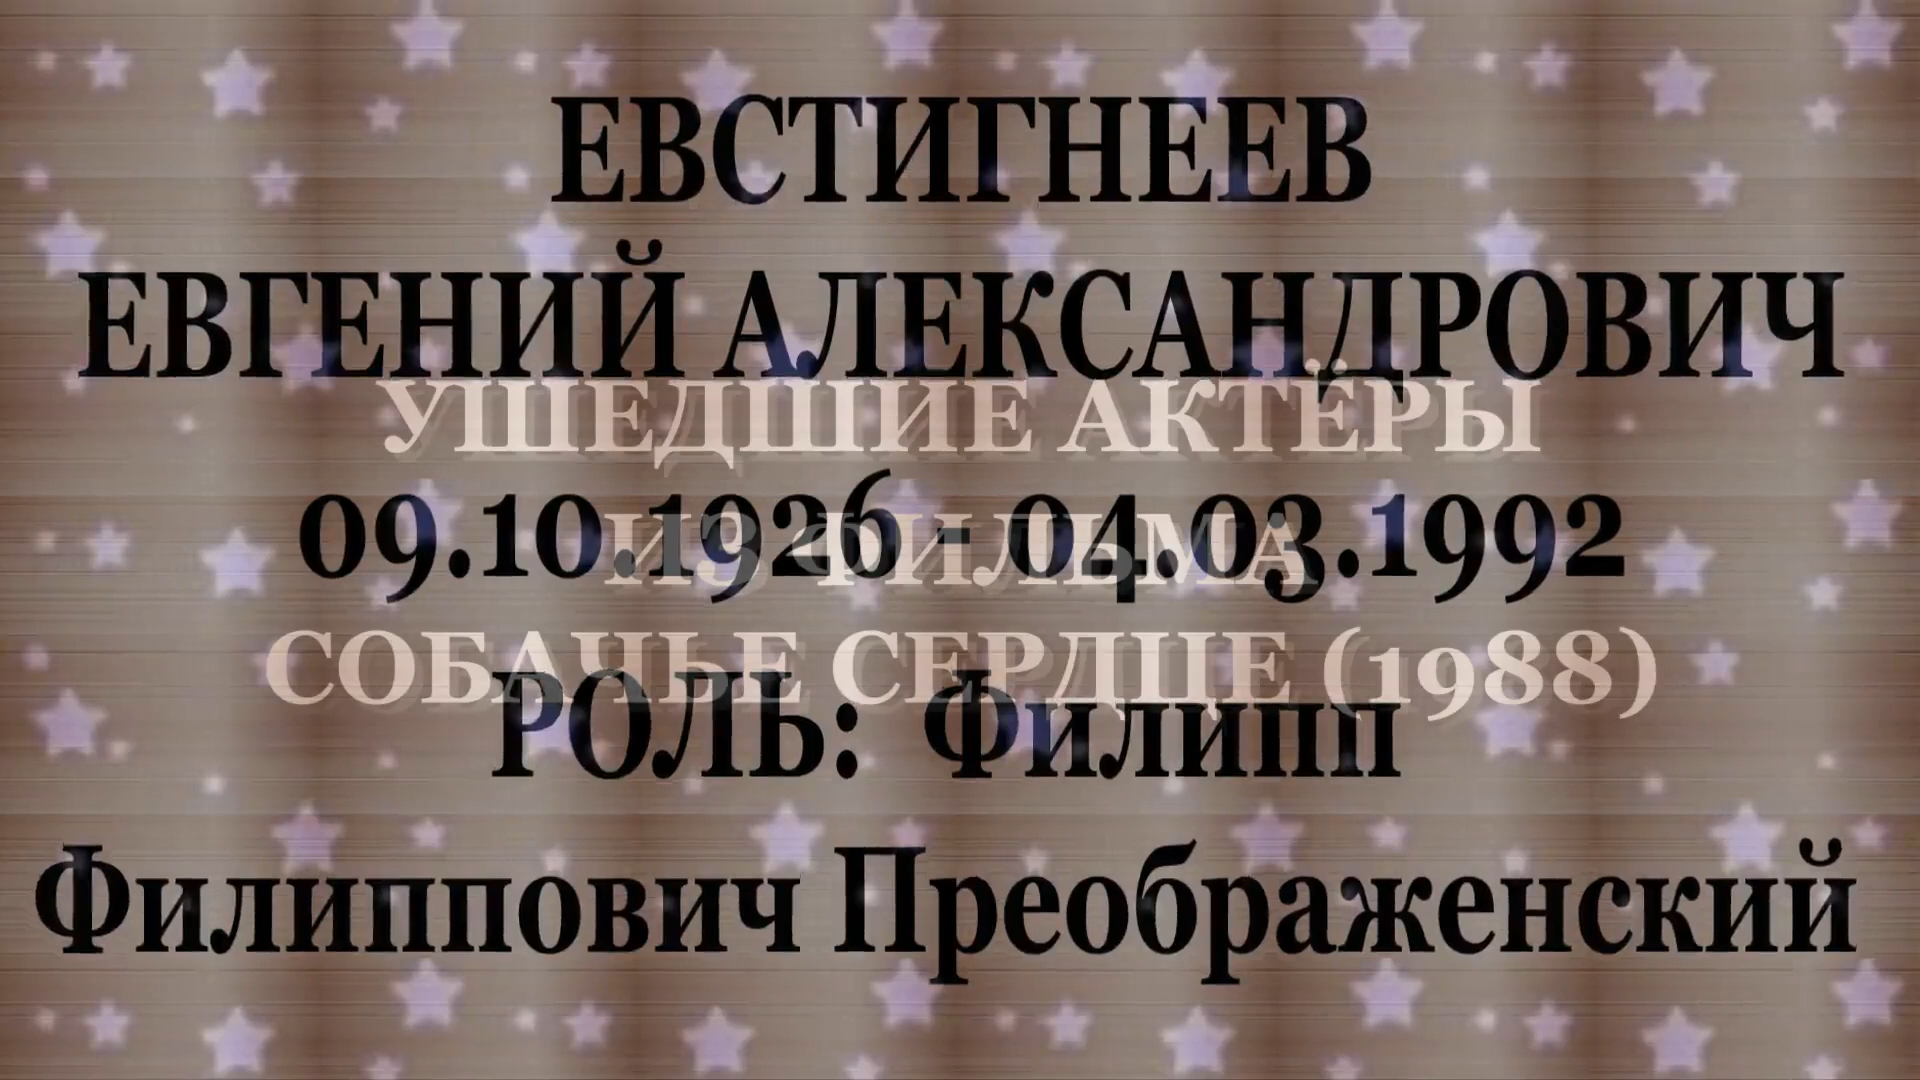 ЕВСТИГНЕЕВ
ЕВГЕНИЙ АЛЕКСАНДРОВИЧ
УШЕДШИЕ АКТЁРЫ
09.10.1926 - 04.03.1992
ИЗ ФИЛЬМА
СОБАЧЬЕ СЕРДЦЕ (1988)
РОЛЬ: Филипп
Филиппович Преображенский